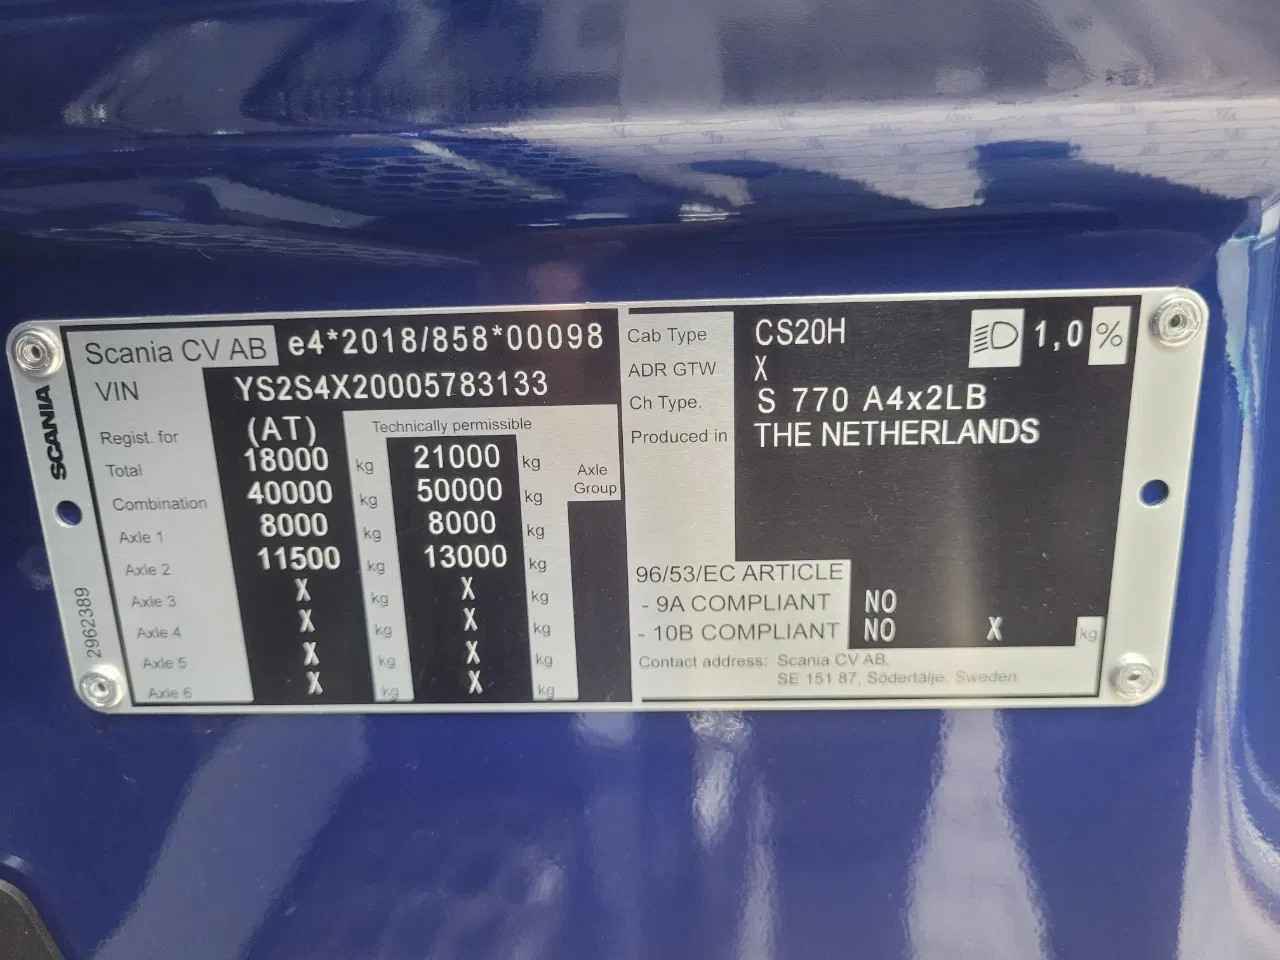 Scania CV AB e4*2018/858*00098
VIN YS2S4X20005783133
Regist. for (AT) Technically permissible
Total 18000 kg 21000 kg
Combination 40000 kg 50000 kg
Axle Group
Axle 1 8000 kg 8000 kg
Axle 2 11500 kg 13000 kg
Axle 3 X kg X kg
Axle 4 X kg X kg
Axle 5 X kg X kg
Axle 6 X kg X kg
SCANIA
2962389
Cab Type CS20H 1,0 %
ADR GTW X
Ch Type. S 770 A4x2LB
Produced in THE NETHERLANDS
96/53/EC ARTICLE
- 9A COMPLIANT NO
- 10B COMPLIANT NO X kg
Contact address: Scania CV AB,
SE 151 87, Södertälje, Sweden